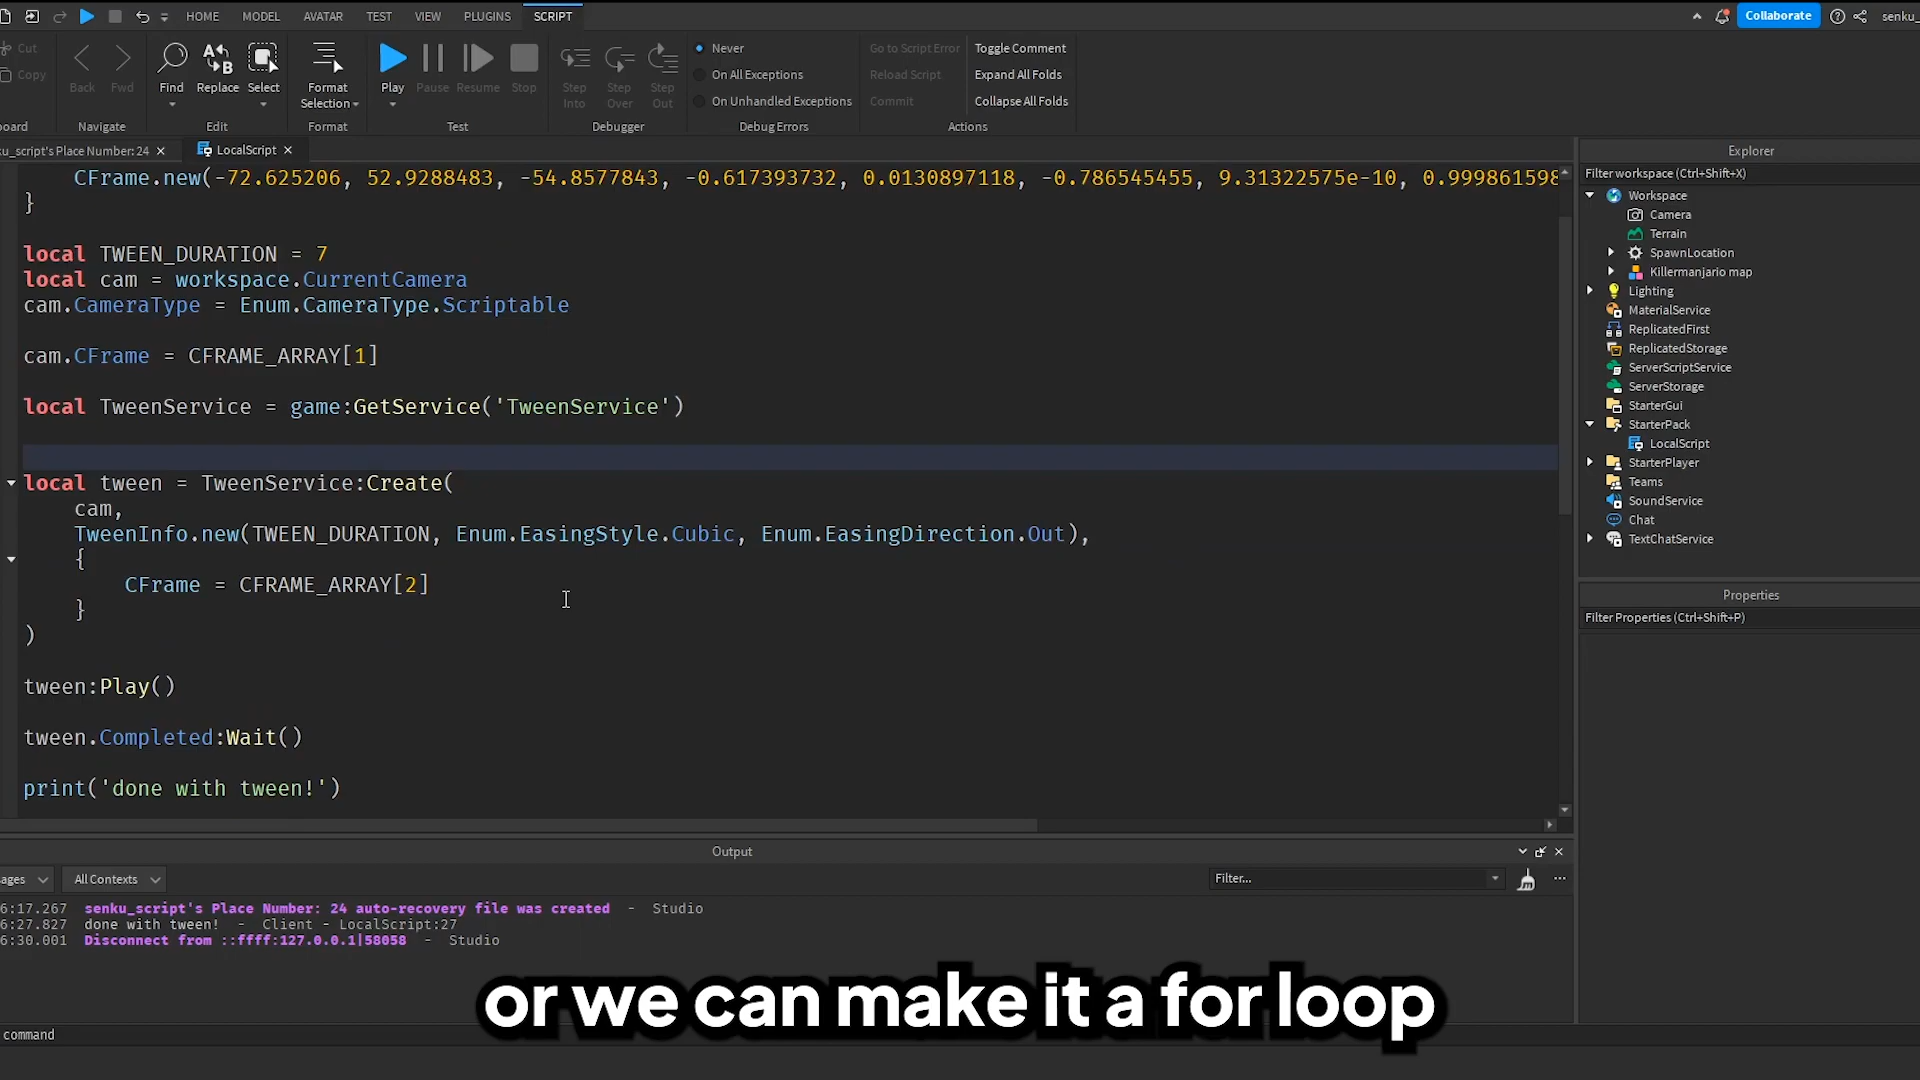 HOME MODEL AVATAR TEST VIEW PLUGINS SCRIPT
Collaborate senku_
Cut
Copy
Back Fwd
Find Replace Select
Format
Selection
Play Pause Resume Stop
Step
Into
Step
Over
Step
Out
Never
On All Exceptions
On Unhandled Exceptions
Go to Script Error
Reload Script
Commit
Toggle Comment
Expand All Folds
Collapse All Folds
oard Navigate Edit Format Test Debugger Debug Errors Actions
u_script's Place Number: 24 LocalScript
CFrame.new(-72.625206, 52.9288483, -54.8577843, -0.617393732, 0.0130897118, -0.786545455, 9.31322575e-10, 0.999861598
}
local TWEEN_DURATION = 7
local cam = workspace.CurrentCamera
cam.CameraType = Enum.CameraType.Scriptable
cam.CFrame = CFRAME_ARRAY[1]
local TweenService = game:GetService('TweenService')
local tween = TweenService:Create(
cam,
TweenInfo.new(TWEEN_DURATION, Enum.EasingStyle.Cubic, Enum.EasingDirection.Out),
{
CFrame = CFRAME_ARRAY[2]
}
)
tween:Play()
tween.Completed:Wait()
print('done with tween!')
Explorer
Filter workspace (Ctrl+Shift+X)
Workspace
Camera
Terrain
SpawnLocation
Killermanjario map
Lighting
MaterialService
ReplicatedFirst
ReplicatedStorage
ServerScriptService
ServerStorage
StarterGui
StarterPack
LocalScript
StarterPlayer
Teams
SoundService
Chat
TextChatService
Properties
Filter Properties (Ctrl+Shift+P)
Output
ages All Contexts Filter...
6:17.267 senku_script's Place Number: 24 auto-recovery file was created - Studio
6:27.827 done with tween! - Client - LocalScript:27
6:30.001 Disconnect from ::ffff:127.0.0.1|58058 - Studio
or we can make it a for loop
command